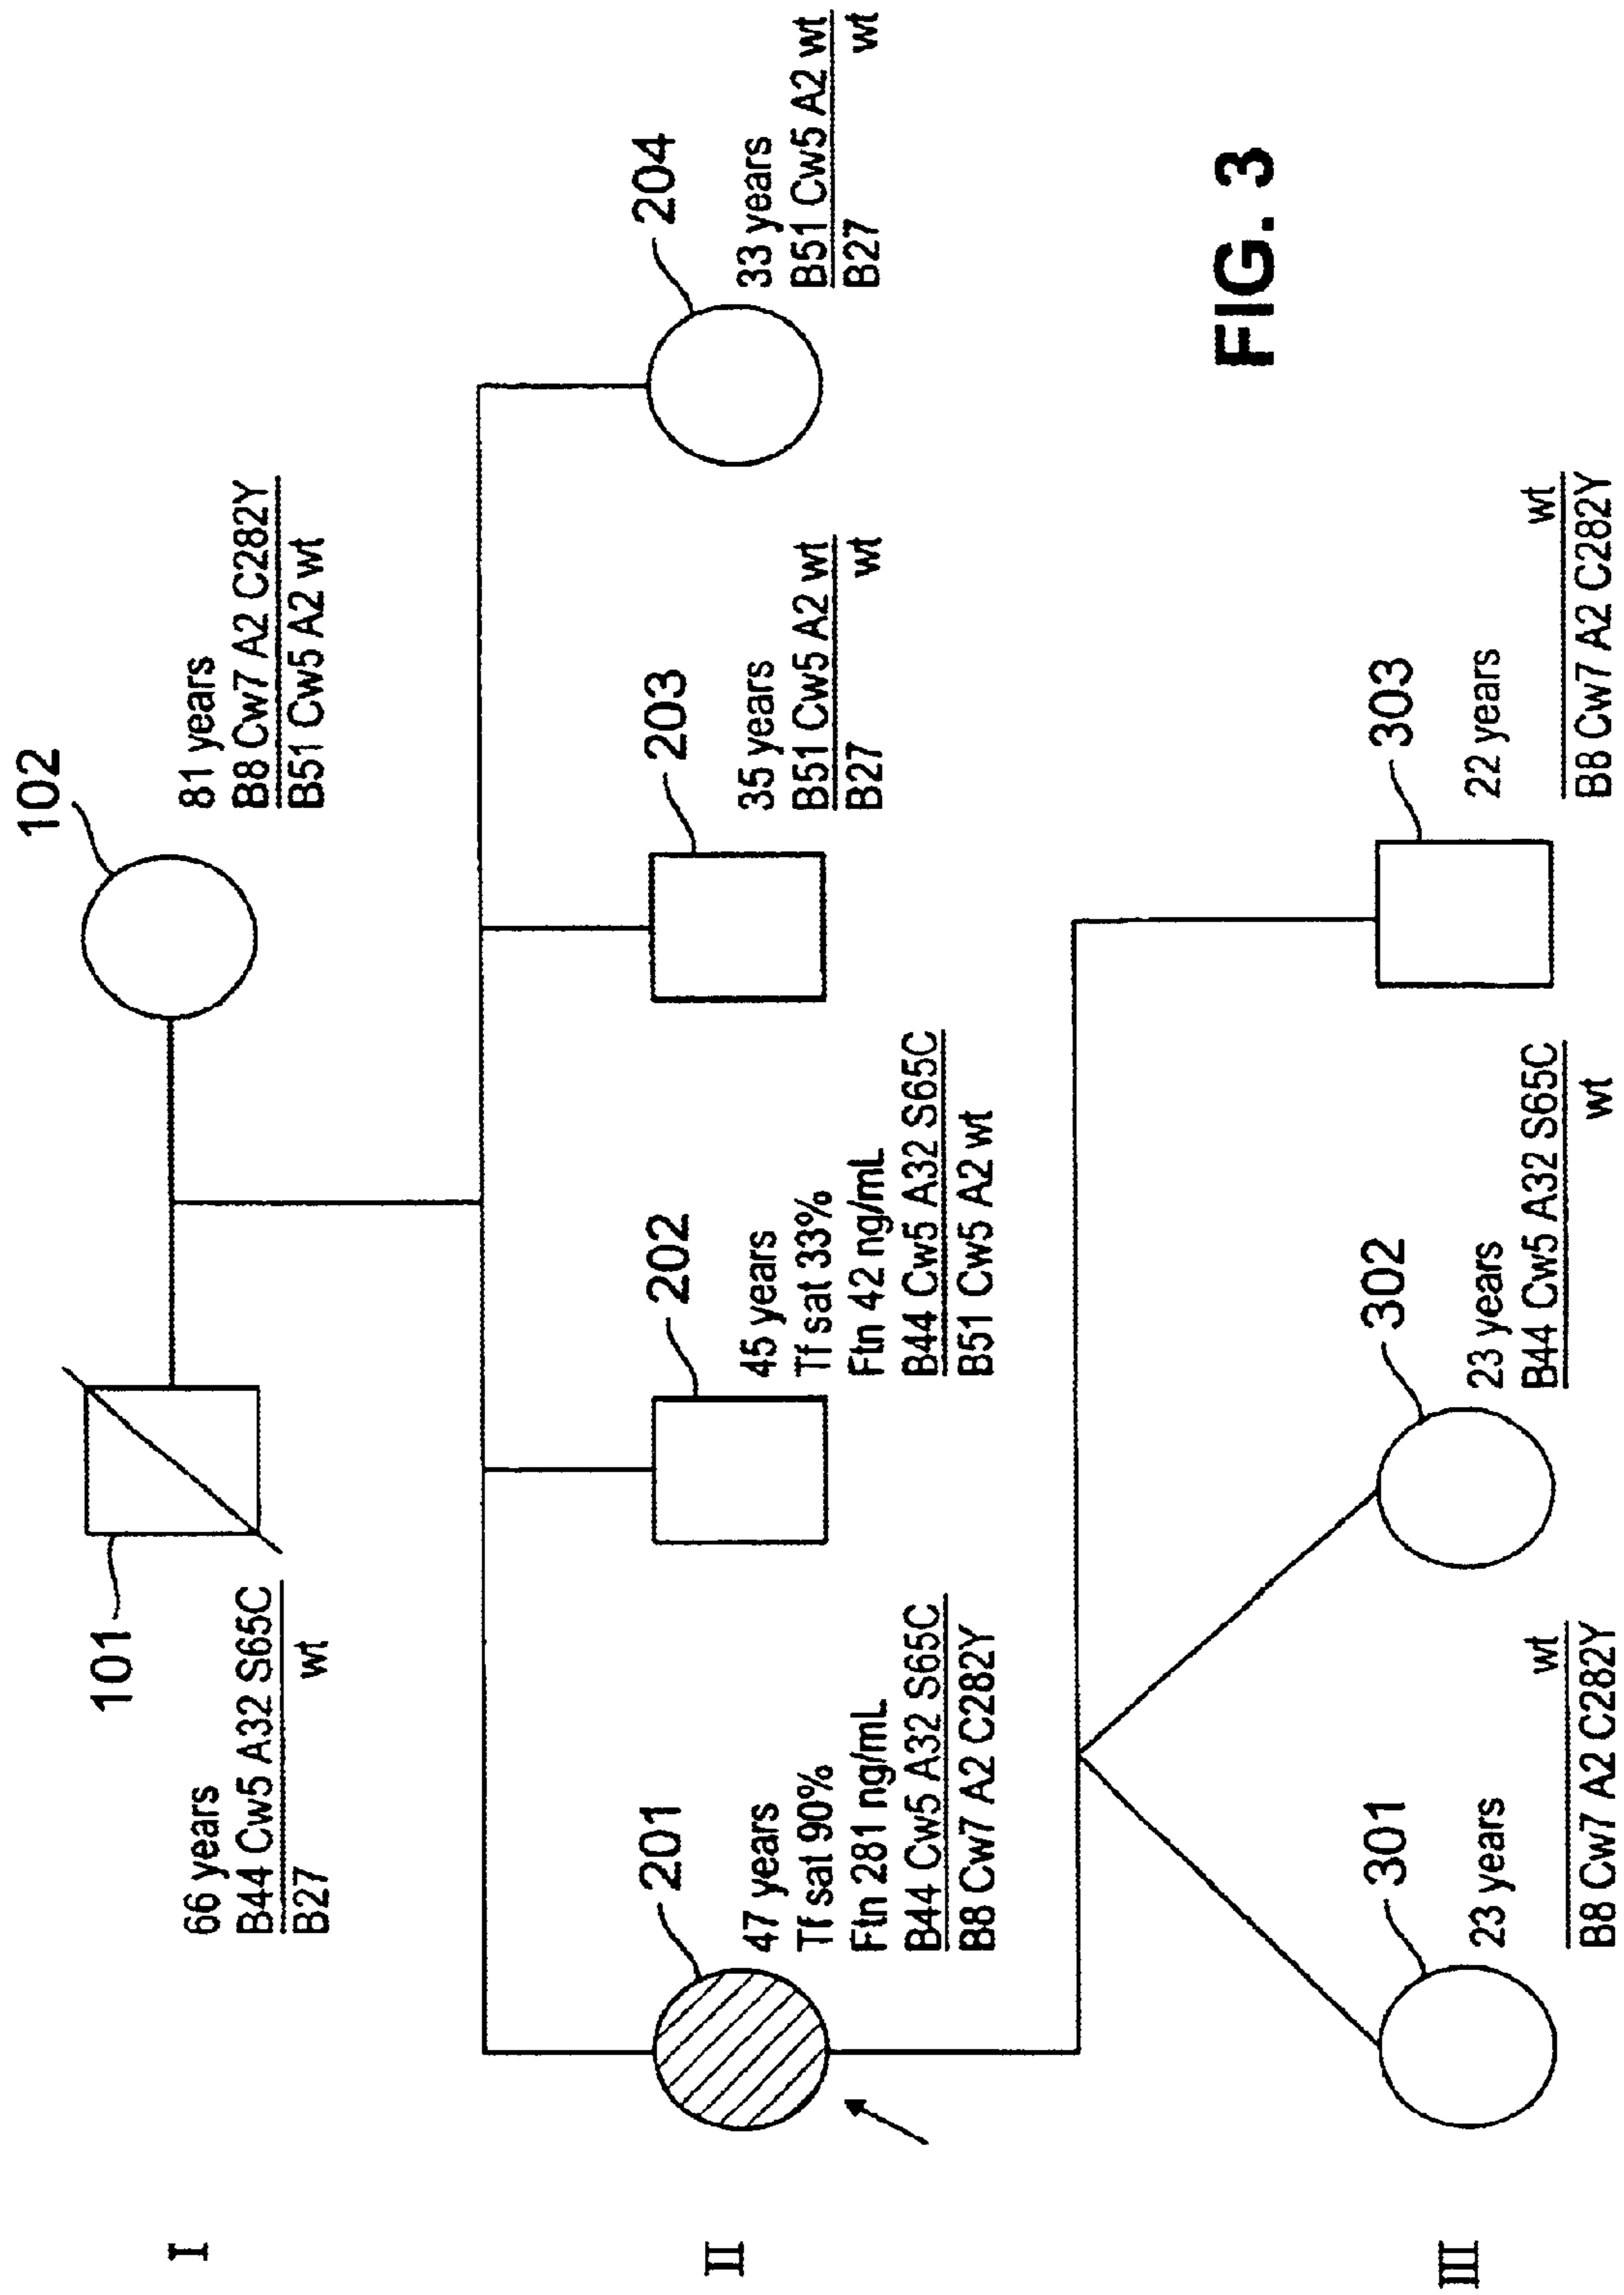 I
101
66 years
B44 Cw5 A32 S65C
B27 wt
102
81 years
B8 Cw7 A2 C282Y
B51 Cw5 A2 wt
II
201
47 years
Tf sat 90%
Ftn 281 ng/mL
B44 Cw5 A32 S65C
B8 Cw7 A2 C282Y
202
45 years
Tf sat 33%
Ftn 42 ng/mL
B44 Cw5 A32 S65C
B51 Cw5 A2 wt
203
35 years
B51 Cw5 A2 wt
B27 wt
204
33 years
B51 Cw5 A2 wt
B27 wt
III
301
23 years
wt
B8 Cw7 A2 C282Y
302
23 years
B44 Cw5 A32 S65C
wt
303
22 years
wt
B8 Cw7 A2 C282Y
FIG. 3